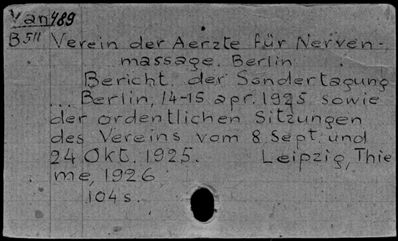 Van 489
B 511 Verein der Aerzte für Nerven-
massage. Berlin
Bericht der Sondertagung
... Berlin, 14-15 apr. 1925 sowie
der ordentlichen Sitzungen
des Vereins vom 8. Sept. und
24 Okt. 1925. Leipzig, Thie
me, 1926
104 s.